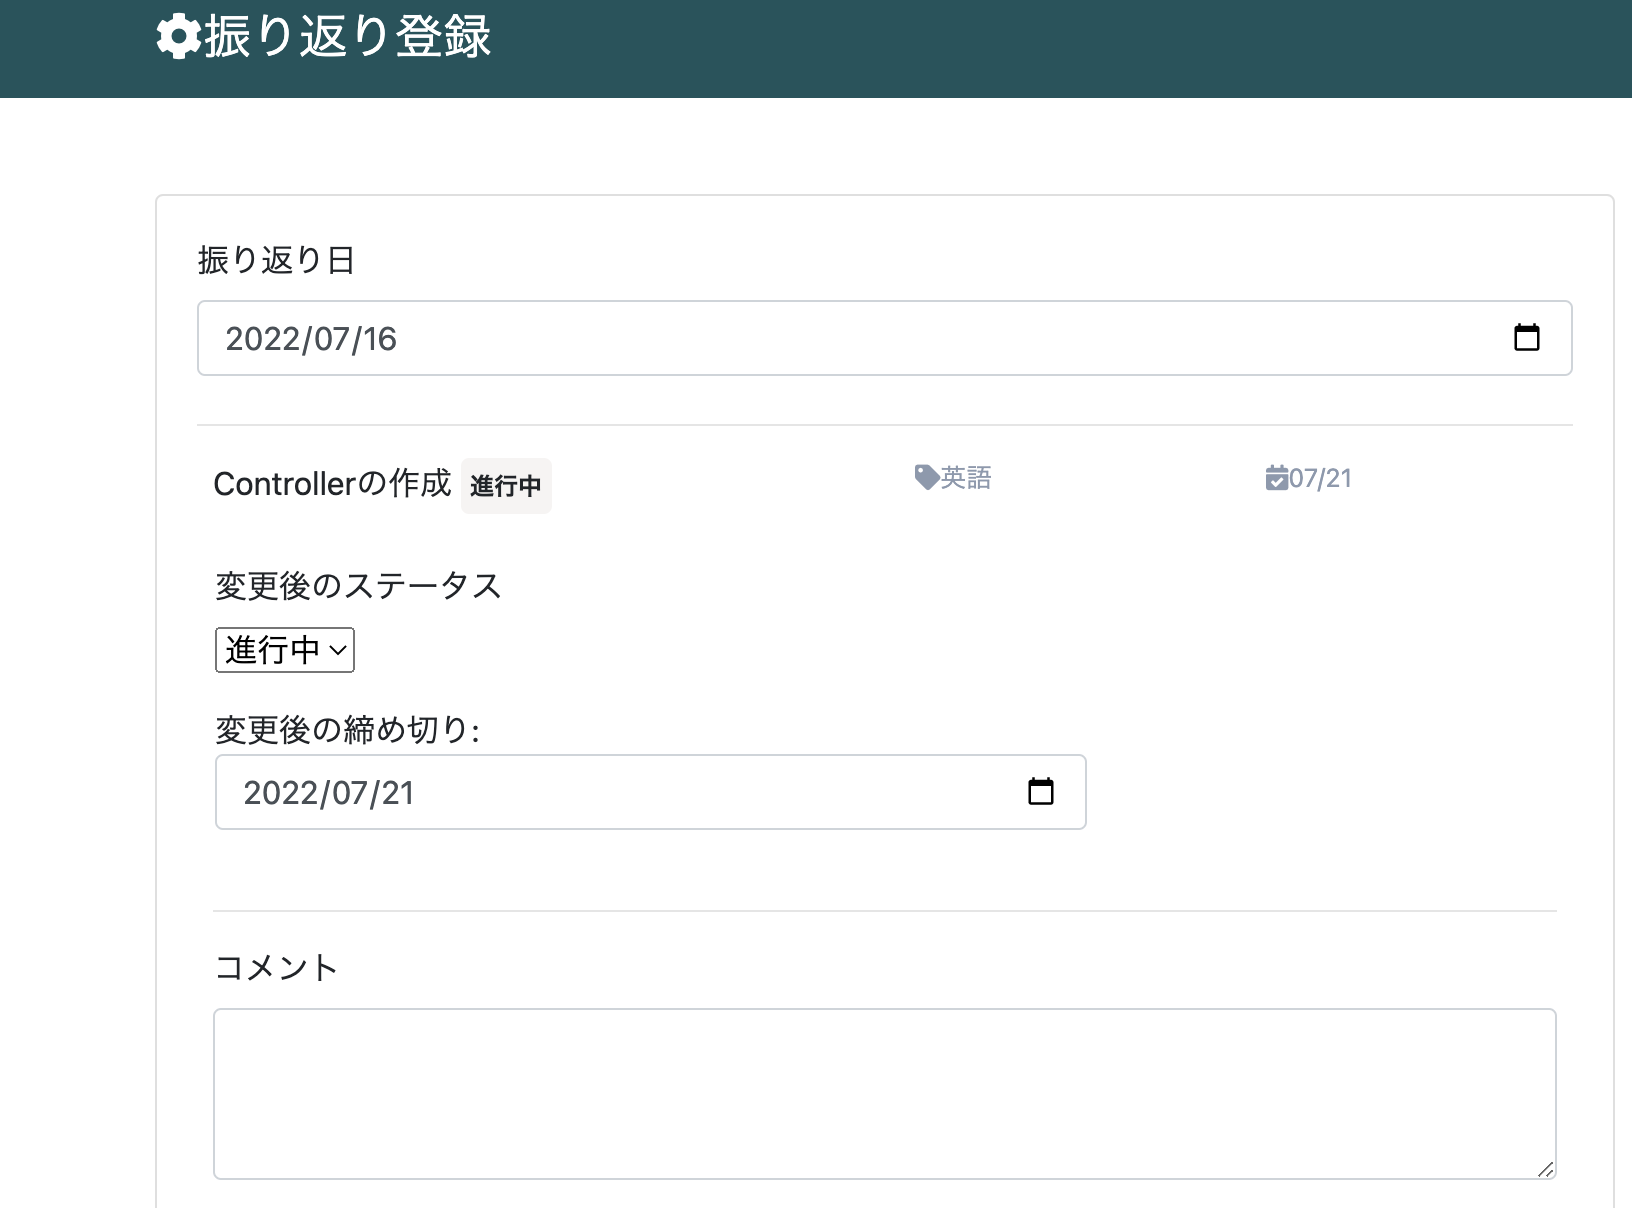 振り返り登録
振り返り日
2022/07/16
Controllerの作成 進行中 英語 07/21
変更後のステータス
進行中
変更後の締め切り:
2022/07/21
コメント